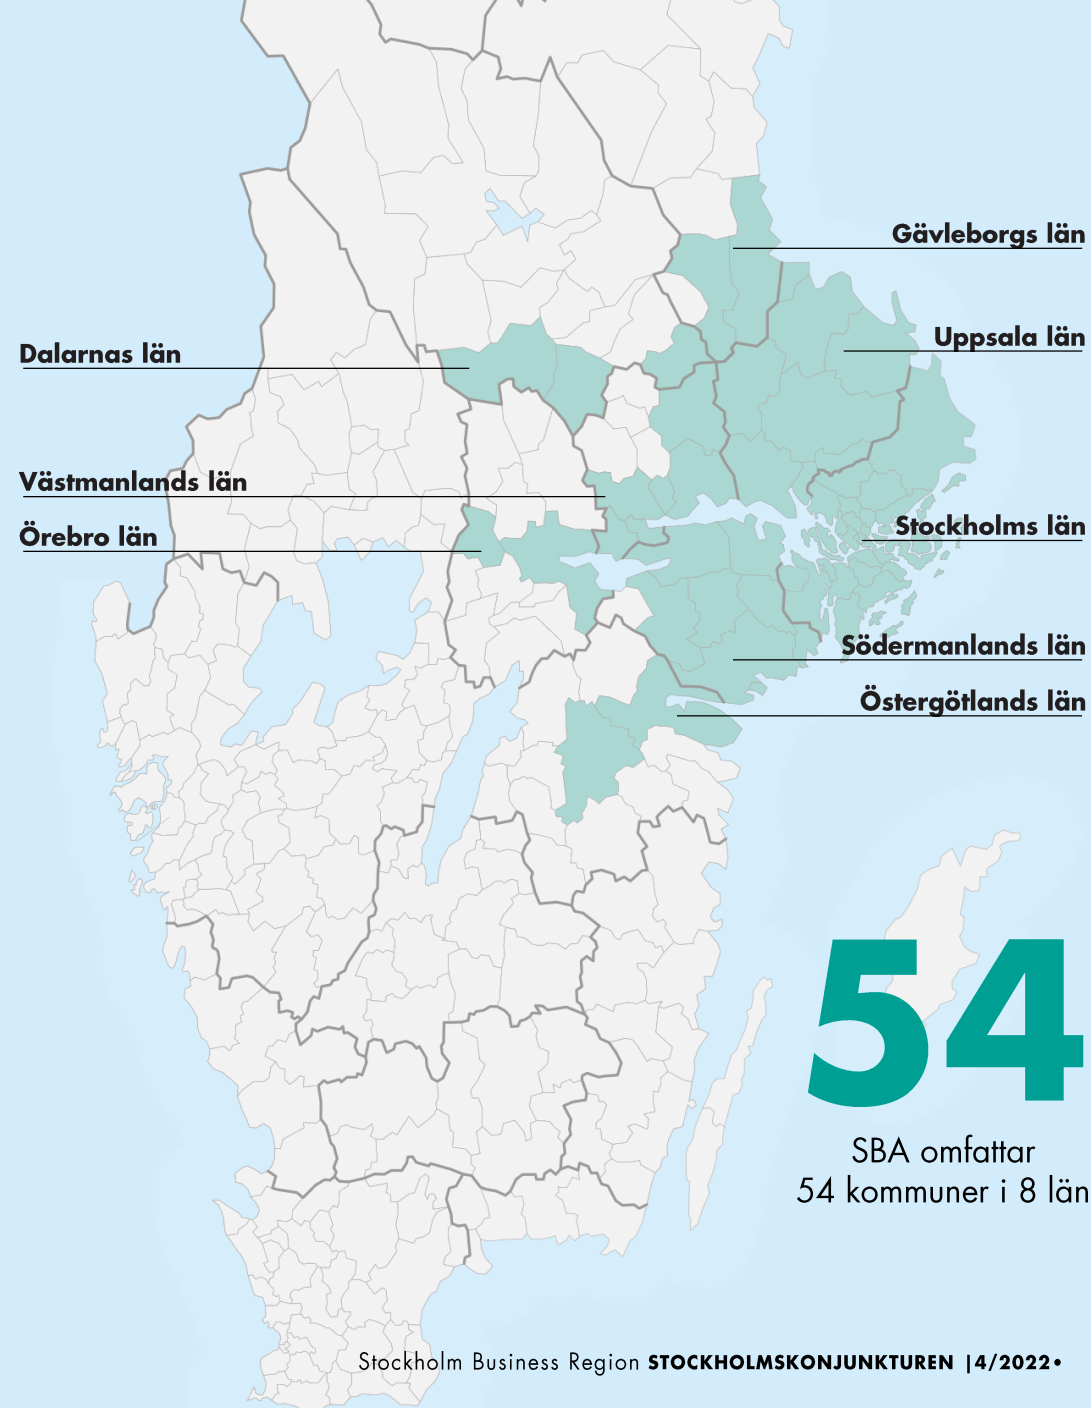 Gävleborgs län
Uppsala län
Dalarnas län
Västmanlands län
Stockholms län
Örebro län
Södermanlands län
Östergötlands län
54
SBA omfattar
54 kommuner i 8 län
Stockholm Business Region STOCKHOLMSKONJUNKTUREN |4/2022•